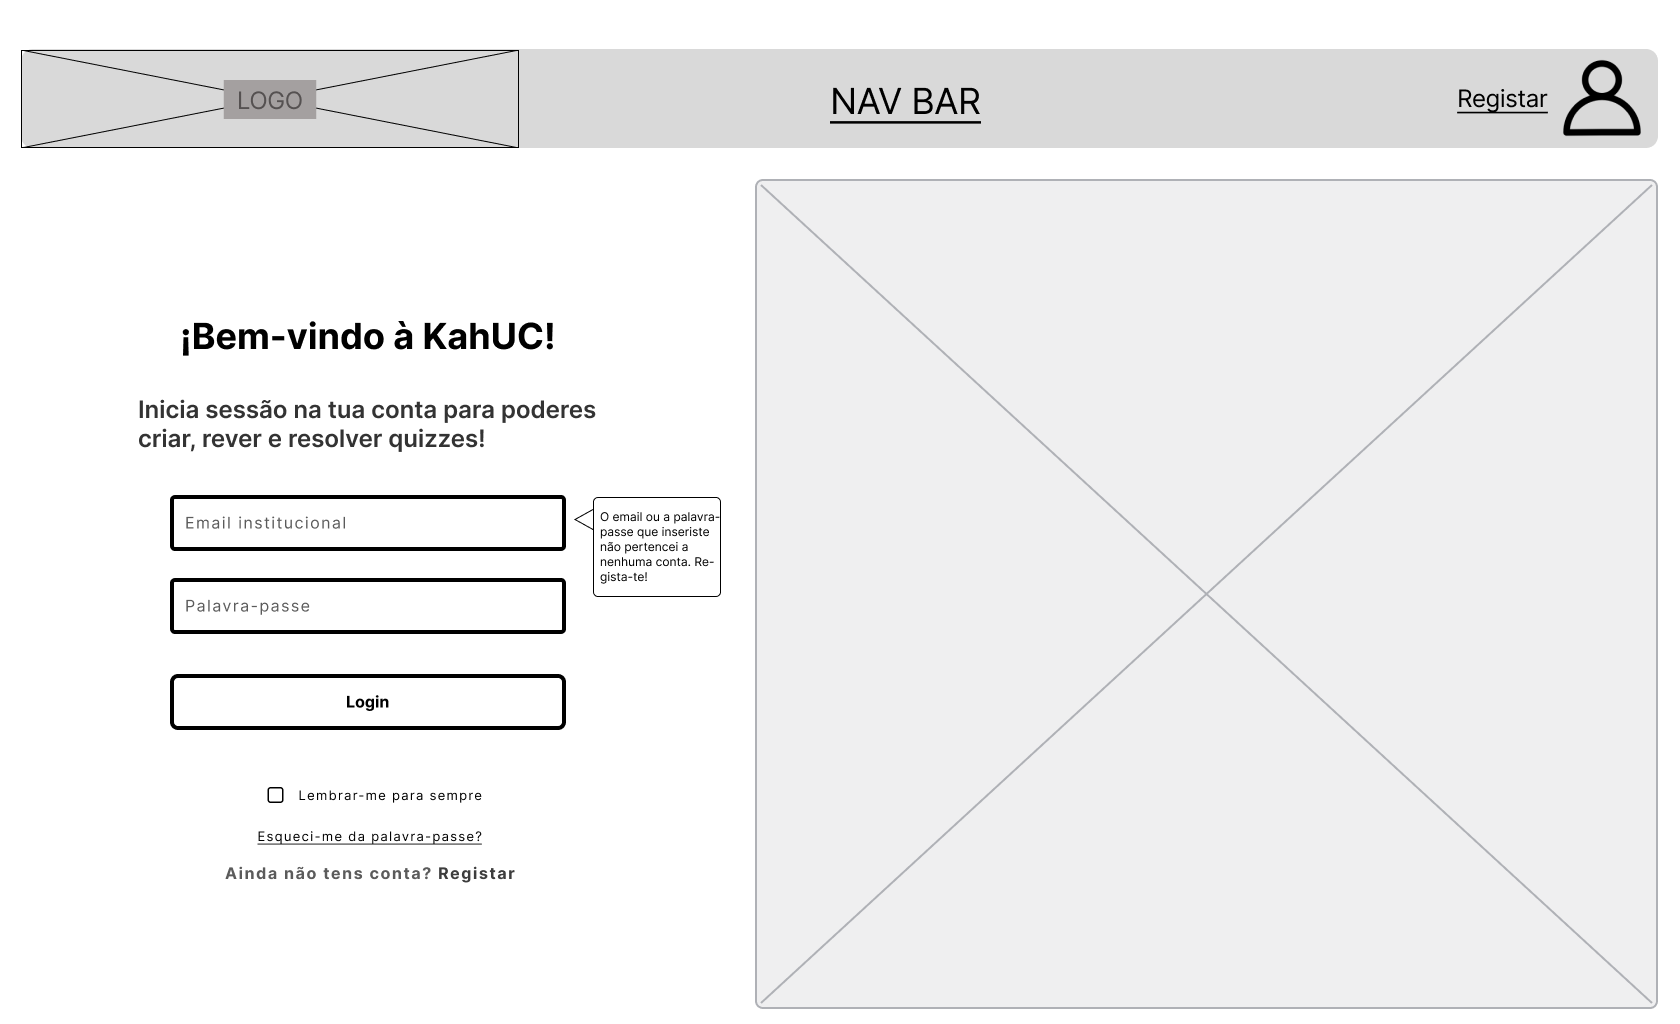 LOGO
NAV BAR
Registar
¡Bem-vindo à KahUC!
Inicia sessão na tua conta para poderes
criar, rever e resolver quizzes!
Email institucional
O email ou a palavra-
passe que inseriste
não pertencei a
nenhuma conta. Re-
gista-te!
Palavra-passe
Login
Lembrar-me para sempre
Esqueci-me da palavra-passe?
Ainda não tens conta? Registar